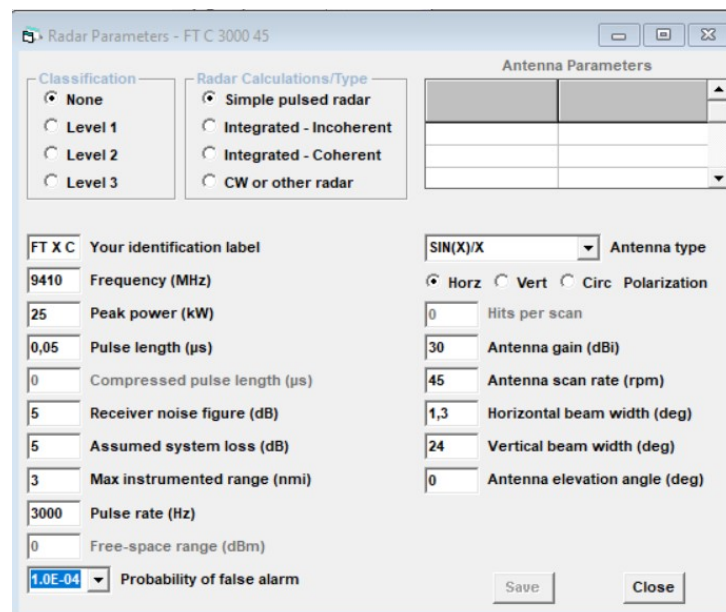 Radar Parameters - FT C 3000 45
Classification
None
Level 1
Level 2
Level 3
Radar Calculations/Type
Simple pulsed radar
Integrated - Incoherent
Integrated - Coherent
CW or other radar
Antenna Parameters
FT X C Your identification label
9410 Frequency (MHz)
25 Peak power (kW)
0,05 Pulse length (µs)
0 Compressed pulse length (µs)
5 Receiver noise figure (dB)
5 Assumed system loss (dB)
3 Max instrumented range (nmi)
3000 Pulse rate (Hz)
0 Free-space range (dBm)
1.0E-04 Probability of false alarm
SIN(X)/X Antenna type
Horz Vert Circ Polarization
0 Hits per scan
30 Antenna gain (dBi)
45 Antenna scan rate (rpm)
1,3 Horizontal beam width (deg)
24 Vertical beam width (deg)
0 Antenna elevation angle (deg)
Save Close